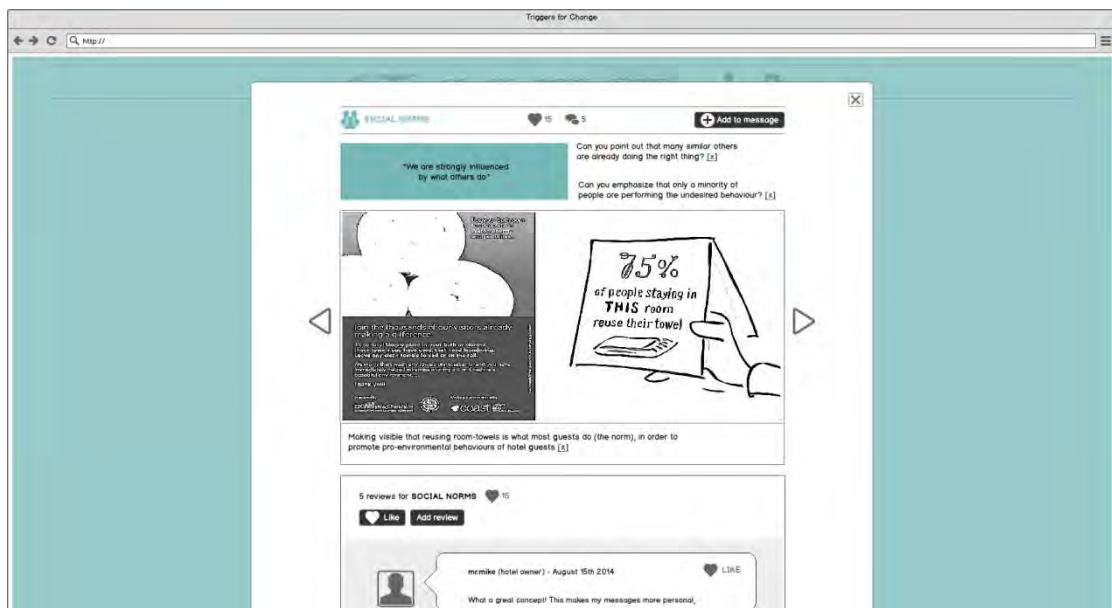 Triggers for Change
http://
SOCIAL NORMS
15
5
Add to message
"We are strongly influenced
by what others do"
Can you point out that many similar others
are already doing the right thing? [x]
Can you emphasize that only a minority of
people are performing the undesired behaviour? [x]
Join the thousands of our visitors already
making a difference
Thank you!
coast
75%
of people staying in
THIS room
reuse their towel
Making visible that reusing room-towels is what most guests do (the norm), in order to
promote pro-environmental behaviours of hotel guests [x]
5 reviews for SOCIAL NORMS 15
Like
Add review
mr.mike (hotel owner) - August 15th 2014
LIKE
What a great concept! This makes my messages more personal,